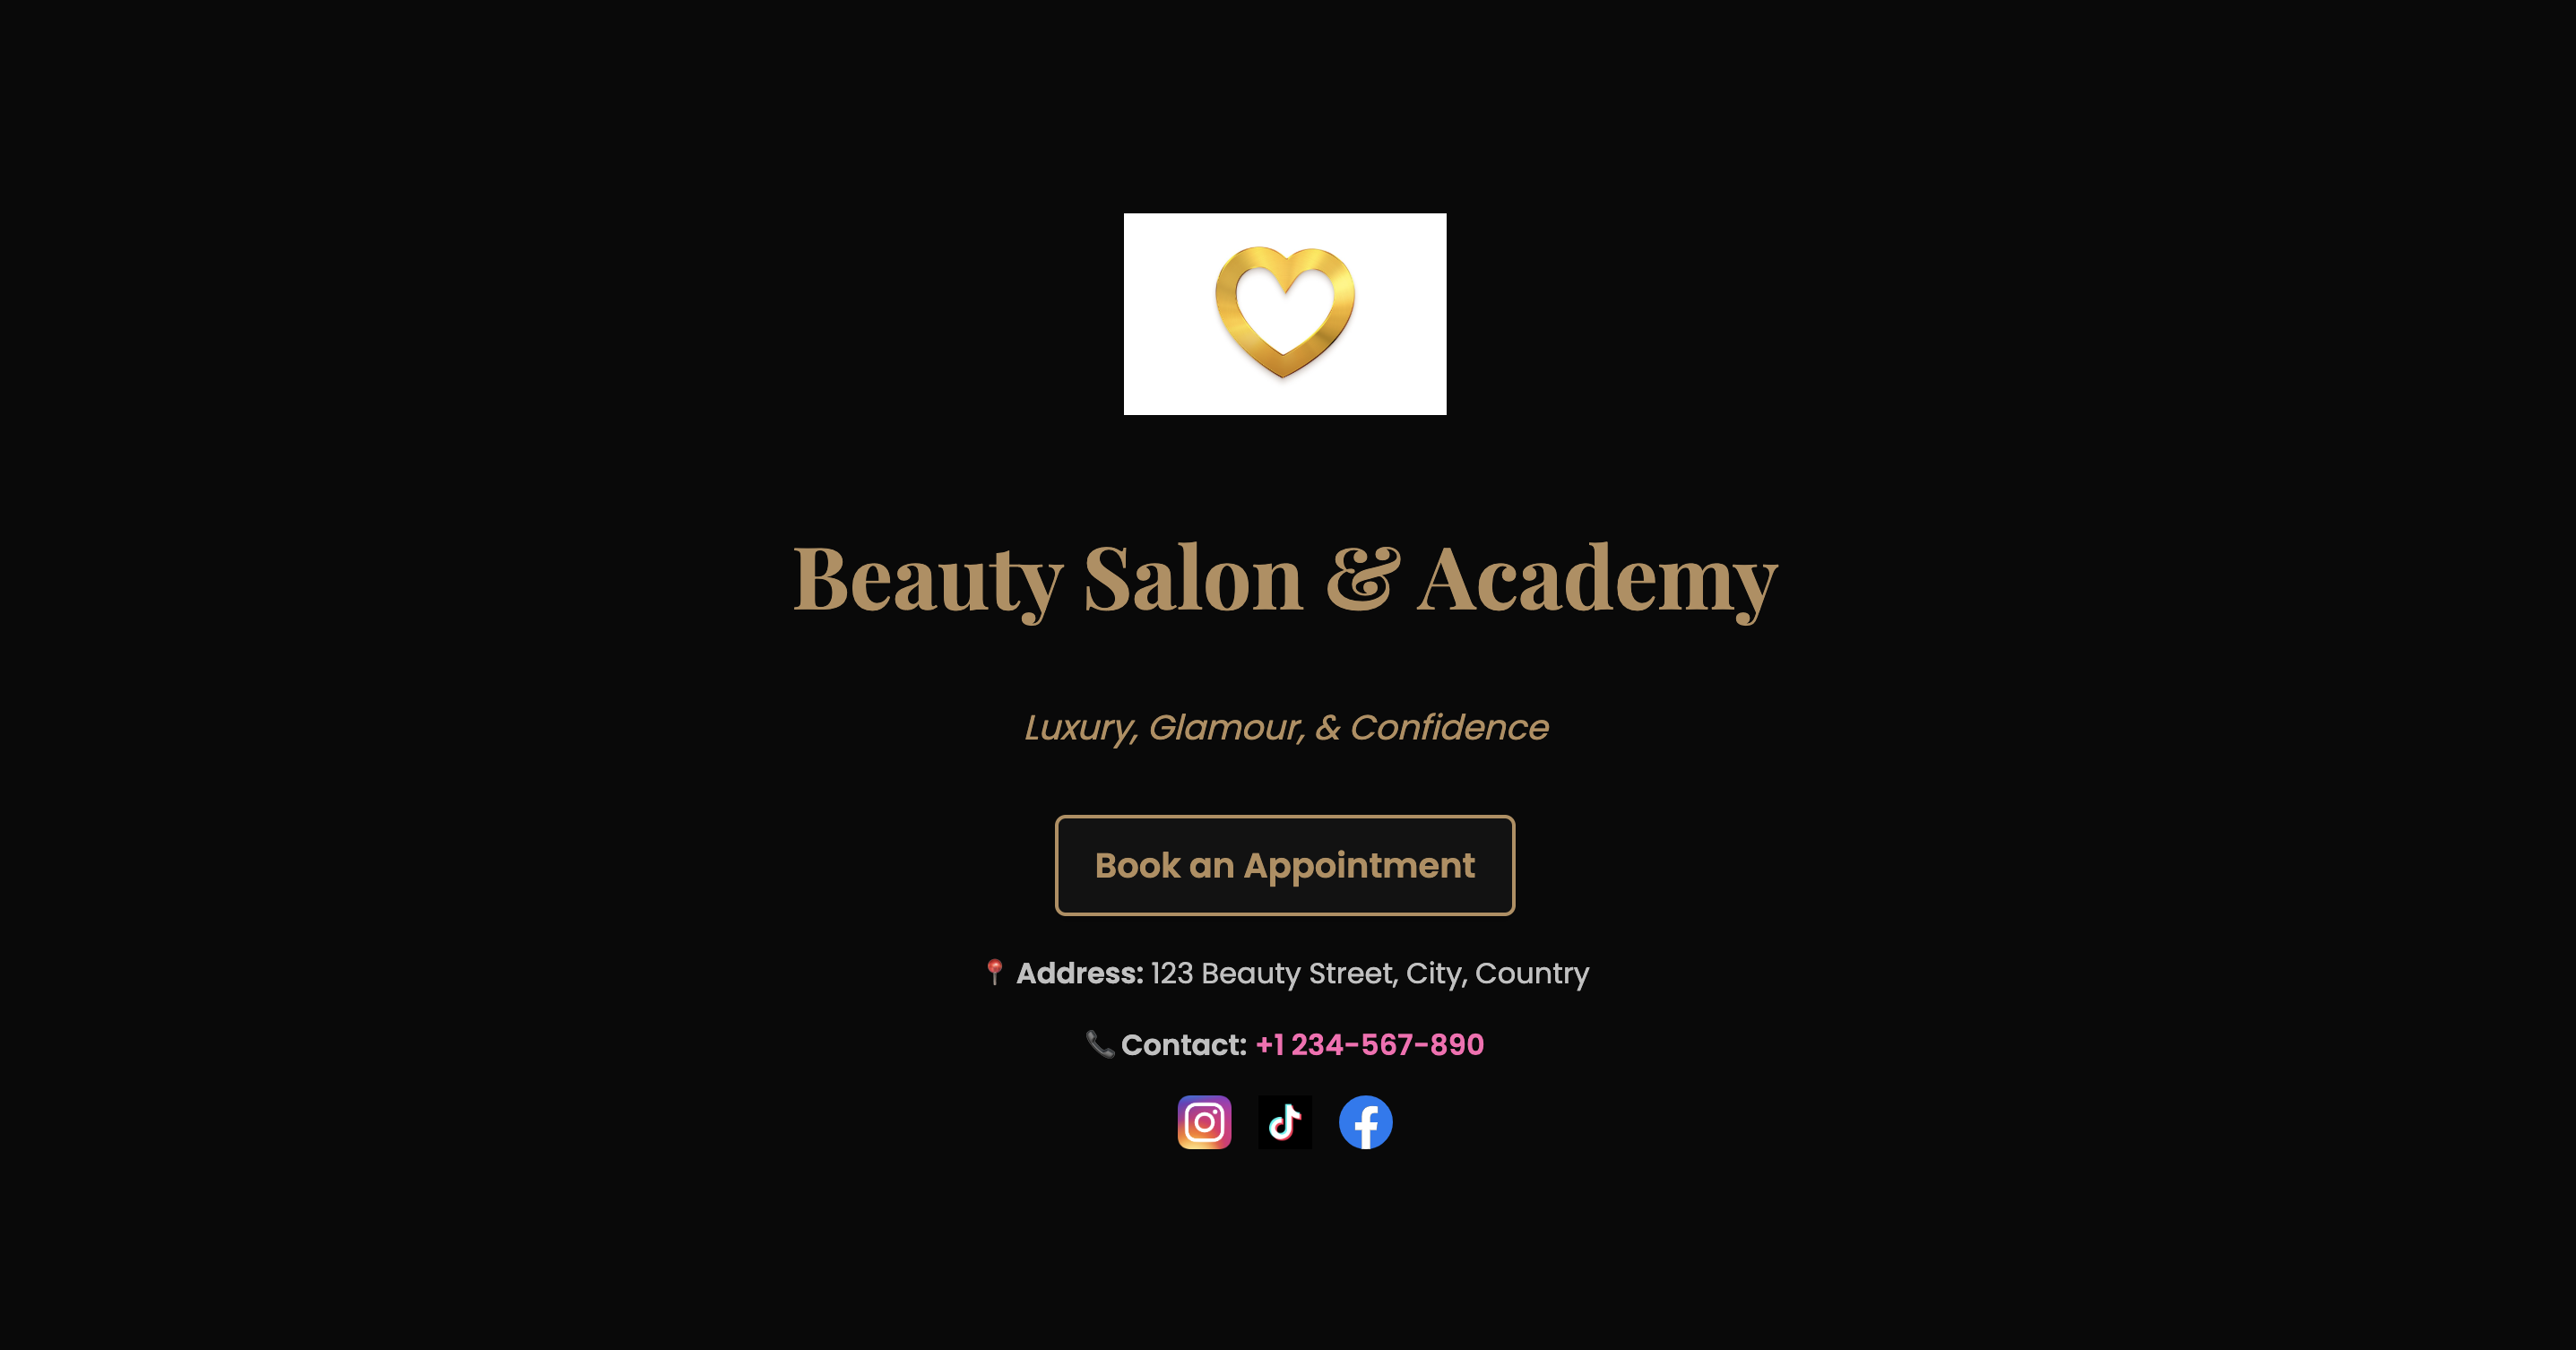 Beauty Salon & Academy
Luxury, Glamour, & Confidence
Book an Appointment
📍 Address: 123 Beauty Street, City, Country
📞 Contact: +1 234-567-890